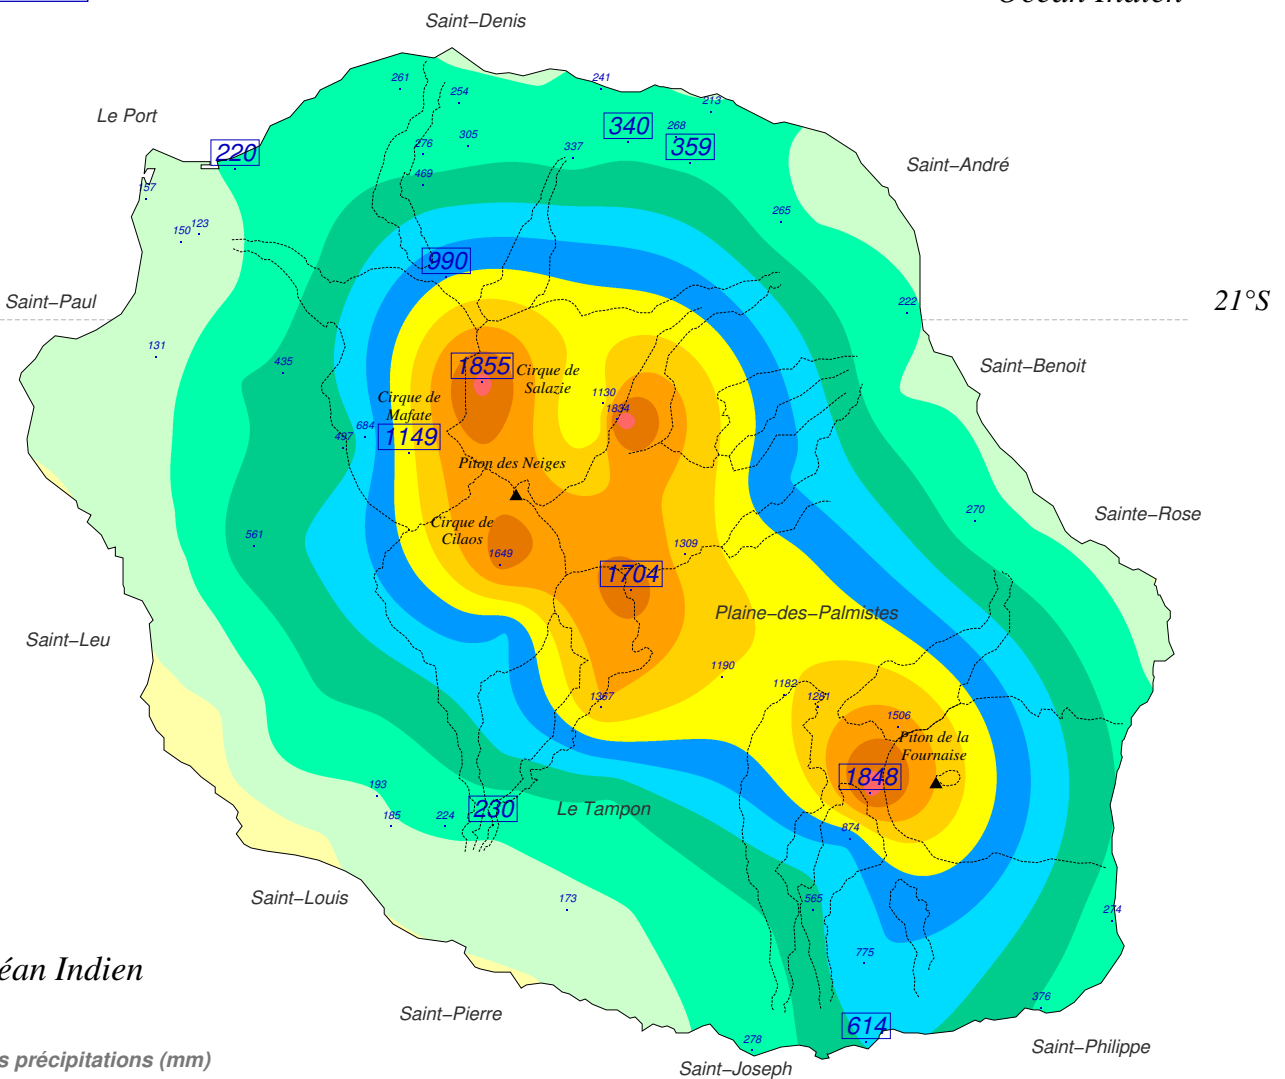 Saint–Denis
261
254
241
213
Le Port
340
268
359
305
276
337
220
469
Saint–André
157
150
123
265
990
Saint–Paul
222
21°S
131
435
1855
Cirque de
Salazie
Saint–Benoit
Cirque de
Mafate
1130
1834
684
497
1149
Piton des Neiges
270
Sainte–Rose
Cirque de
Cilaos
561
1649
1309
1704
Plaine–des–Palmistes
Saint–Leu
1190
1182
1281
1367
1506
Piton de la
Fournaise
1848
193
185
224
230
Le Tampon
874
Saint–Louis
173
565
274
775
éan Indien
376
Saint–Pierre
614
278
Saint–Philippe
s précipitations (mm)
Saint–Joseph